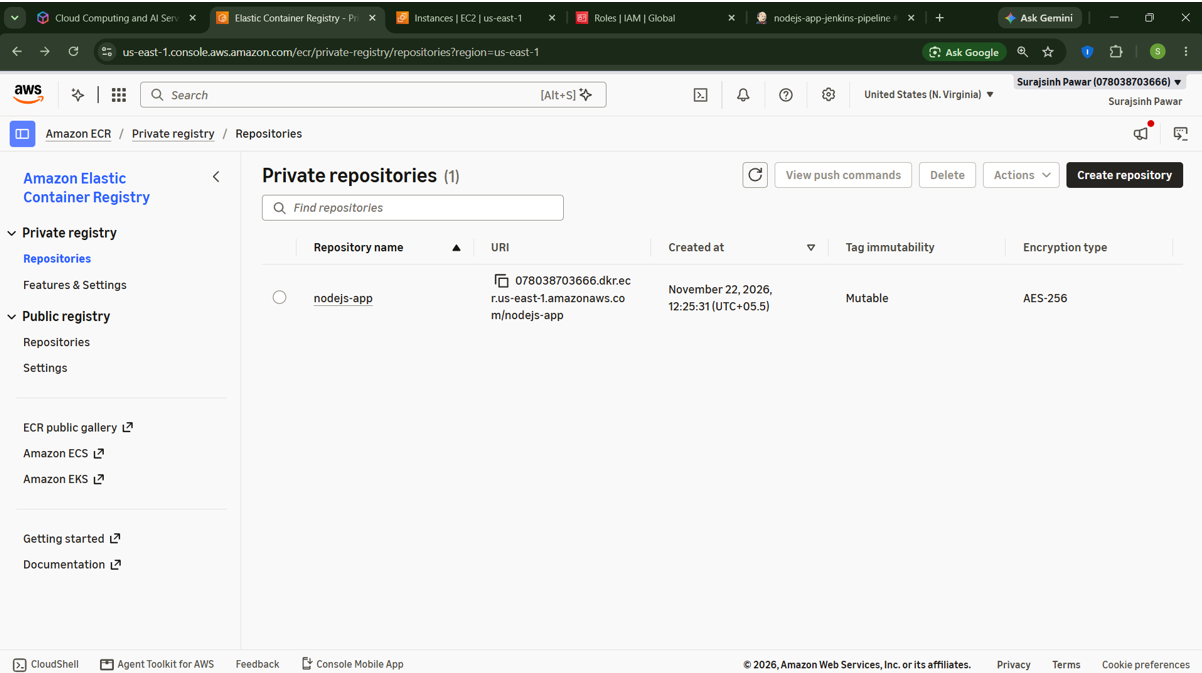 Cloud Computing and AI Serv
Elastic Container Registry - Pri
Instances | EC2 | us-east-1
Roles | IAM | Global
nodejs-app-jenkins-pipeline #
Ask Gemini
us-east-1.console.aws.amazon.com/ecr/private-registry/repositories?region=us-east-1
Ask Google
S
aws
Search
[Alt+S]
United States (N. Virginia)
Surajsinh Pawar (078038703666)
Surajsinh Pawar
Amazon ECR / Private registry / Repositories
Amazon Elastic
Container Registry
Private registry
Repositories
Features & Settings
Public registry
Repositories
Settings
ECR public gallery
Amazon ECS
Amazon EKS
Getting started
Documentation
Private repositories (1)
View push commands
Delete
Actions
Create repository
Find repositories
Repository name
URI
Created at
Tag immutability
Encryption type
nodejs-app
078038703666.dkr.ec
r.us-east-1.amazonaws.co
m/nodejs-app
November 22, 2026,
12:25:31 (UTC+05.5)
Mutable
AES-256
CloudShell
Agent Toolkit for AWS
Feedback
Console Mobile App
© 2026, Amazon Web Services, Inc. or its affiliates.
Privacy
Terms
Cookie preferences